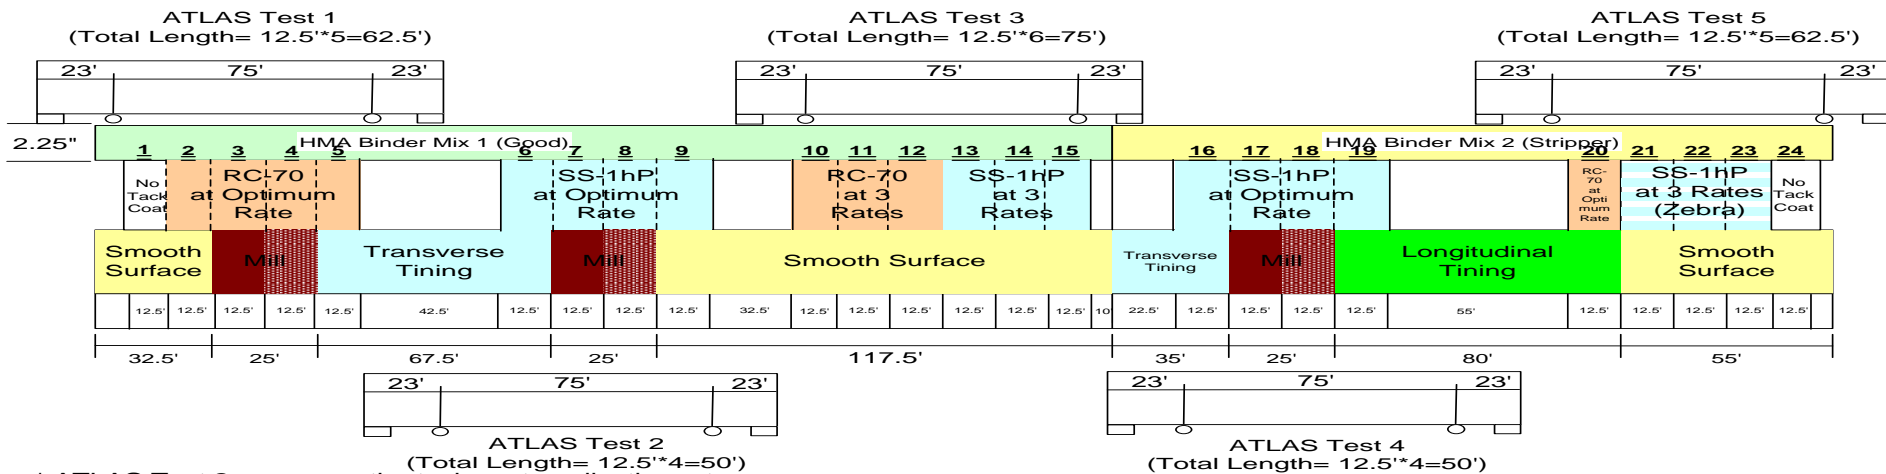 ATLAS Test 1
(Total Length= 12.5'*5=62.5')
ATLAS Test 3
(Total Length= 12.5'*6=75')
ATLAS Test 5
(Total Length= 12.5'*5=62.5')
23' 75' 23'
23' 75' 23'
23' 75' 23'
2.25"
HMA Binder Mix 1 (Good)
HMA Binder Mix 2 (Stripper)
1 2 3 4 5 6 7 8 9 10 11 12 13 14 15 16 17 18 19 20 21 22 23 24
No
Tack
Coat
RC-70
at Optimum
Rate
SS-1hP
at Optimum
Rate
RC-70
at 3
Rates
SS-1hP
at 3
Rates
SS-1hP
at Optimum
Rate
RC-
70
at
Opti
mum
Rate
SS-1hP
at 3 Rates
(Zebra)
No
Tack
Coat
Smooth
Surface
Mill
Transverse
Tining
Mill
Smooth Surface
Transverse
Tining
Mill
Longitudinal
Tining
Smooth
Surface
12.5' 12.5' 12.5' 12.5' 12.5' 42.5' 12.5' 12.5' 12.5' 12.5' 32.5' 12.5' 12.5' 12.5' 12.5' 12.5' 12.5' 10' 22.5' 12.5' 12.5' 12.5' 12.5' 55' 12.5' 12.5' 12.5' 12.5' 12.5'
32.5' 25' 67.5' 25' 117.5' 35' 25' 80' 55'
23' 75' 23'
23' 75' 23'
ATLAS Test 2
(Total Length= 12.5'*4=50')
ATLAS Test 4
(Total Length= 12.5'*4=50')